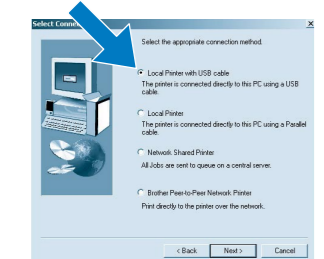 Select Conne
Select the appropriate connection method.
Local Printer with USB cable
The printer is connected directly to this PC using a USB
cable.
Local Printer
The printer is connected directly to this PC using a Parallel
cable.
Network Shared Printer
All Jobs are sent to queue on a central server.
Brother Peer-to-Peer Network Printer
Print directly to the printer over the network.
< Back
Next >
Cancel